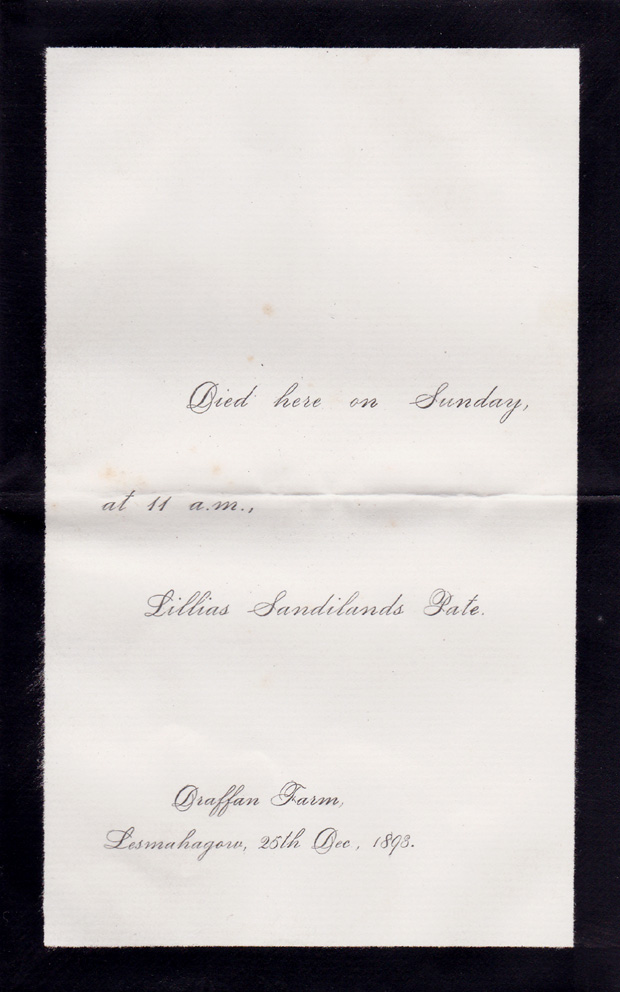 Died here on Sunday,
at 11 a.m.,
Lillias Sandilands Pate.
Draffan Farm,
Lesmahagow, 25th Dec, 1893.